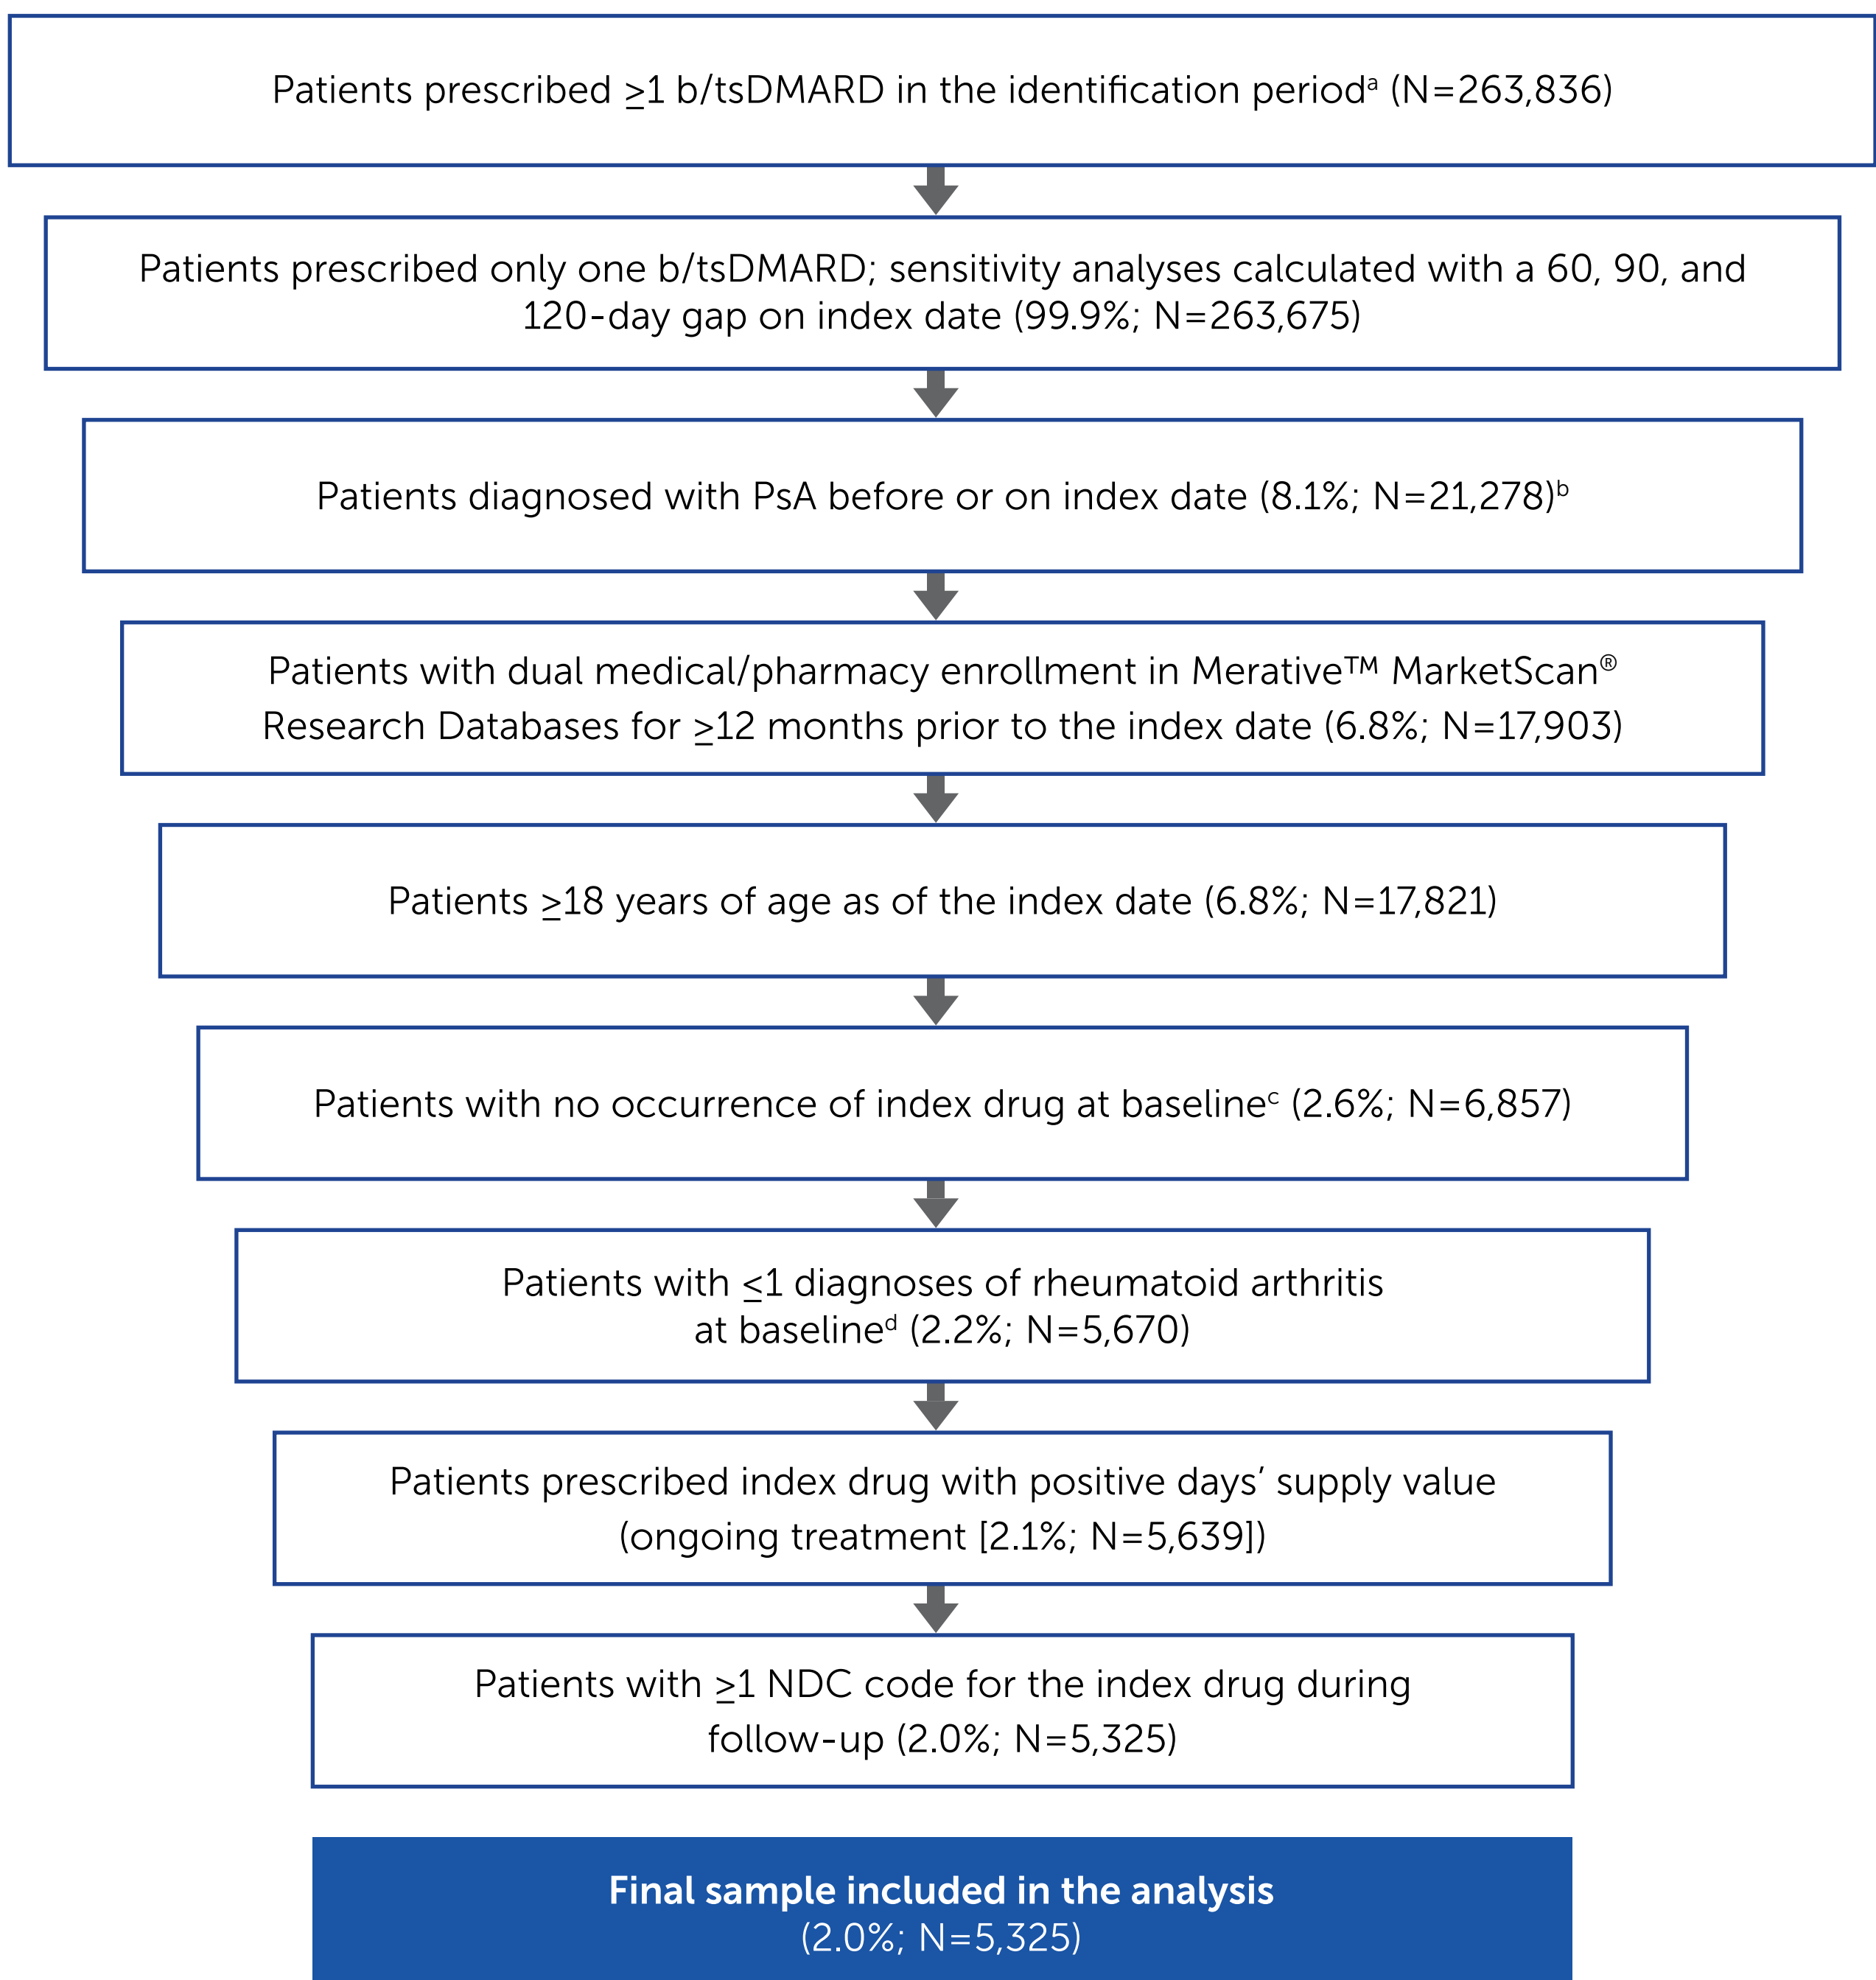 Patients prescribed ≥1 b/tsDMARD in the identification periodᵃ (N=263,836)
Patients prescribed only one b/tsDMARD; sensitivity analyses calculated with a 60, 90, and
120-day gap on index date (99.9%; N=263,675)
Patients diagnosed with PsA before or on index date (8.1%; N=21,278)ᵇ
Patients with dual medical/pharmacy enrollment in Merative™ MarketScan®
Research Databases for ≥12 months prior to the index date (6.8%; N=17,903)
Patients ≥18 years of age as of the index date (6.8%; N=17,821)
Patients with no occurrence of index drug at baselineᶜ (2.6%; N=6,857)
Patients with ≤1 diagnoses of rheumatoid arthritis
at baselineᵈ (2.2%; N=5,670)
Patients prescribed index drug with positive days’ supply value
(ongoing treatment [2.1%; N=5,639])
Patients with ≥1 NDC code for the index drug during
follow-up (2.0%; N=5,325)
Final sample included in the analysis
(2.0%; N=5,325)